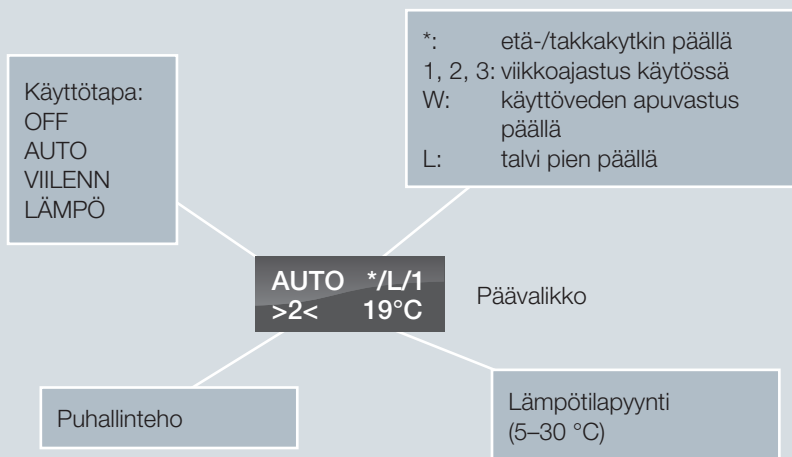 Käyttötapa:
OFF
AUTO
VIILENN
LÄMPÖ
*: etä-/takkakytkin päällä
1, 2, 3: viikkoajastus käytössä
W: käyttöveden apuvastus
päällä
L: talvi pien päällä
AUTO */L/1
>2< 19°C
Päävalikko
Puhallinteho
Lämpötilapyynti
(5–30 °C)